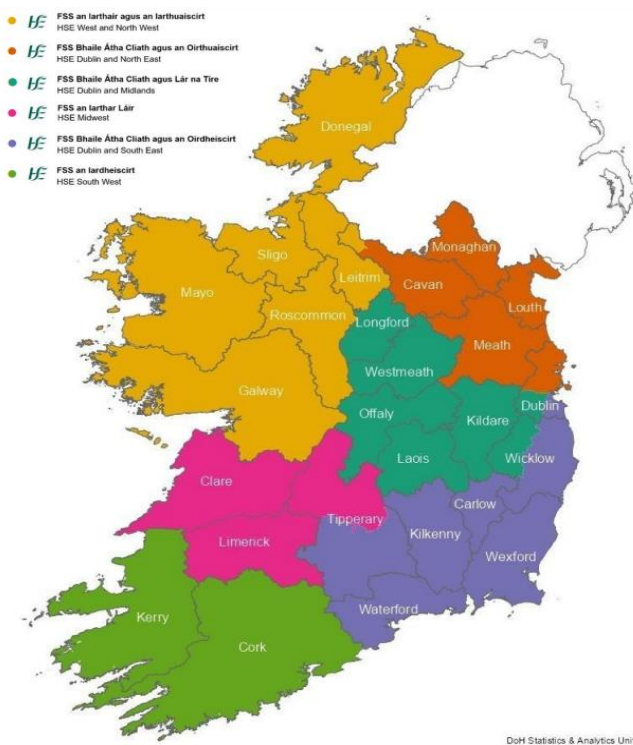 FSS an Iarthair agus an Iarthuaiscirt
HSE West and North West
FSS Bhaile Átha Cliath agus an Oirthuaiscirt
HSE Dublin and North East
FSS Bhaile Átha Cliath agus Lár na Tíre
HSE Dublin and Midlands
FSS an Iarthar Láir
HSE Midwest
FSS Bhaile Átha Cliath agus an Oirdheiscirt
HSE Dublin and South East
FSS an Iardheiscirt
HSE South West
Donegal
Monaghan
Sligo
Leitrim
Cavan
Mayo
Louth
Roscommon
Longford
Meath
Westmeath
Galway
Dublin
Offaly
Kildare
Laois
Wicklow
Clare
Carlow
Tipperary
Kilkenny
Limerick
Wexford
Waterford
Kerry
Cork
DoH Statistics & Analytics Uni